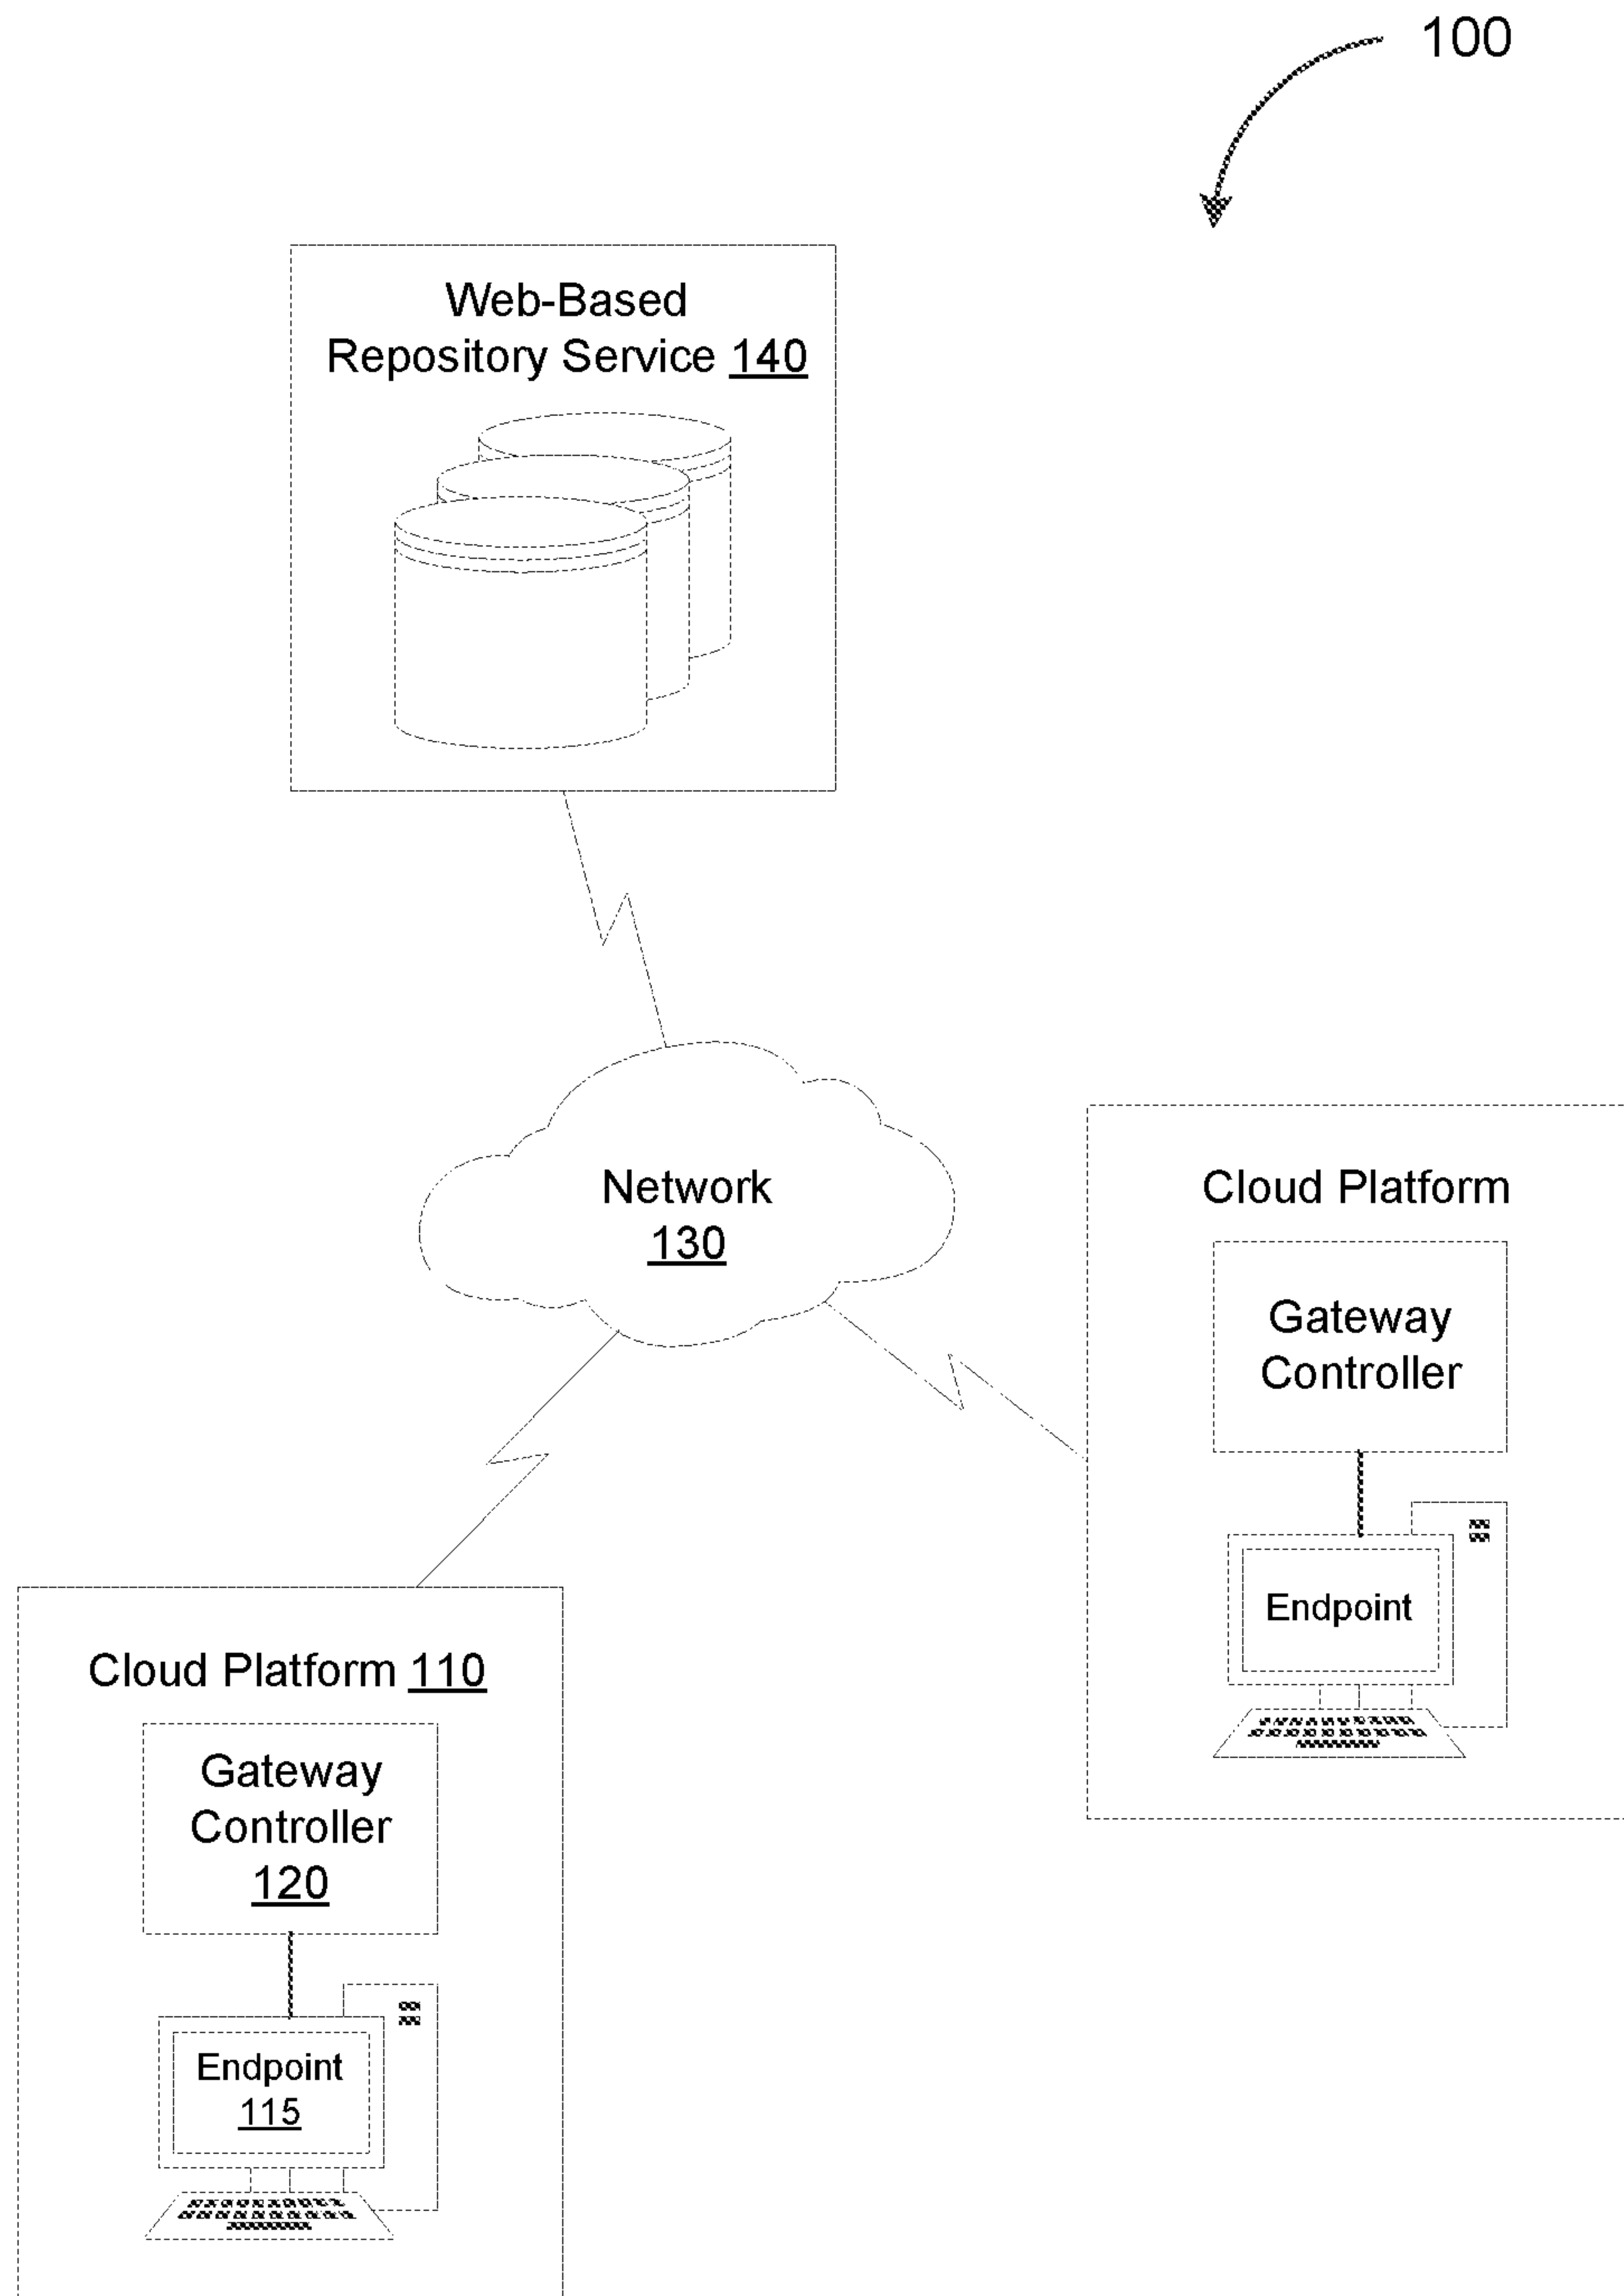 100
Web-Based
Repository Service 140
Network
130
Cloud Platform
Gateway
Controller
Endpoint
Cloud Platform 110
Gateway
Controller
120
Endpoint
115